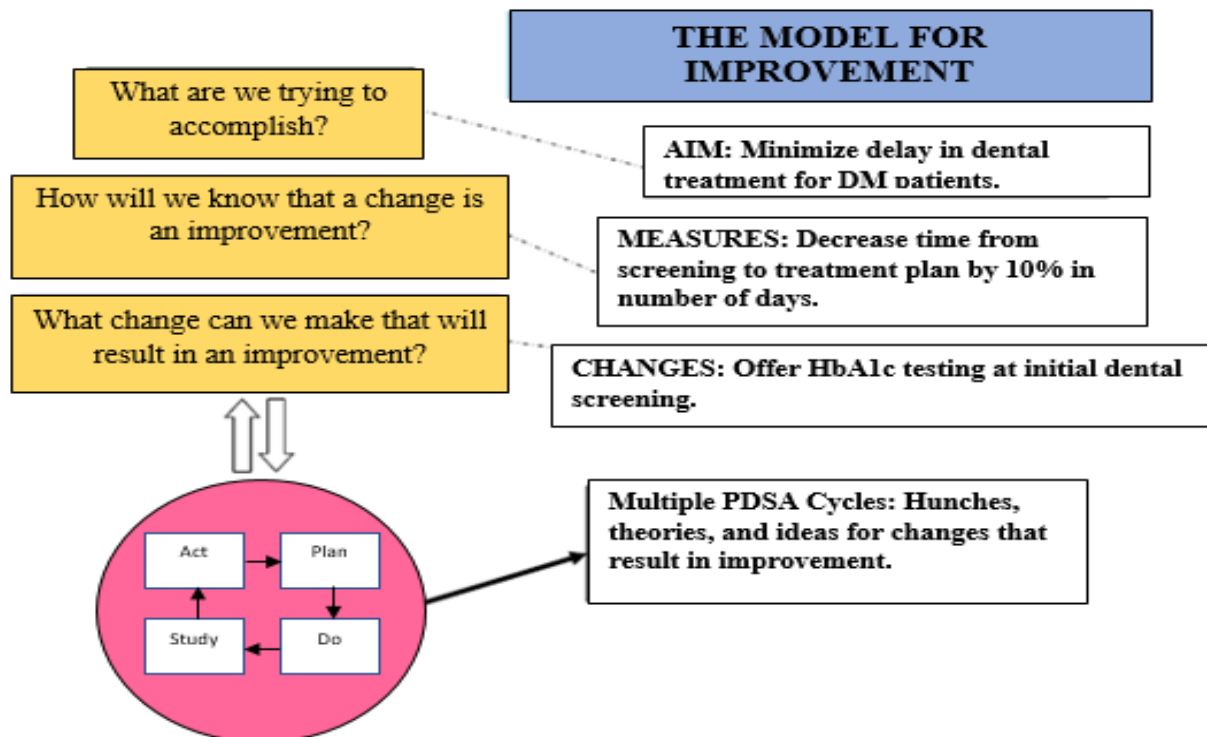 THE MODEL FOR
IMPROVEMENT
What are we trying to
accomplish?
AIM: Minimize delay in dental
treatment for DM patients.
How will we know that a change is
an improvement?
MEASURES: Decrease time from
screening to treatment plan by 10% in
number of days.
What change can we make that will
result in an improvement?
CHANGES: Offer HbA1c testing at initial dental
screening.
Multiple PDSA Cycles: Hunches,
theories, and ideas for changes that
result in improvement.
Act
Plan
Study
Do